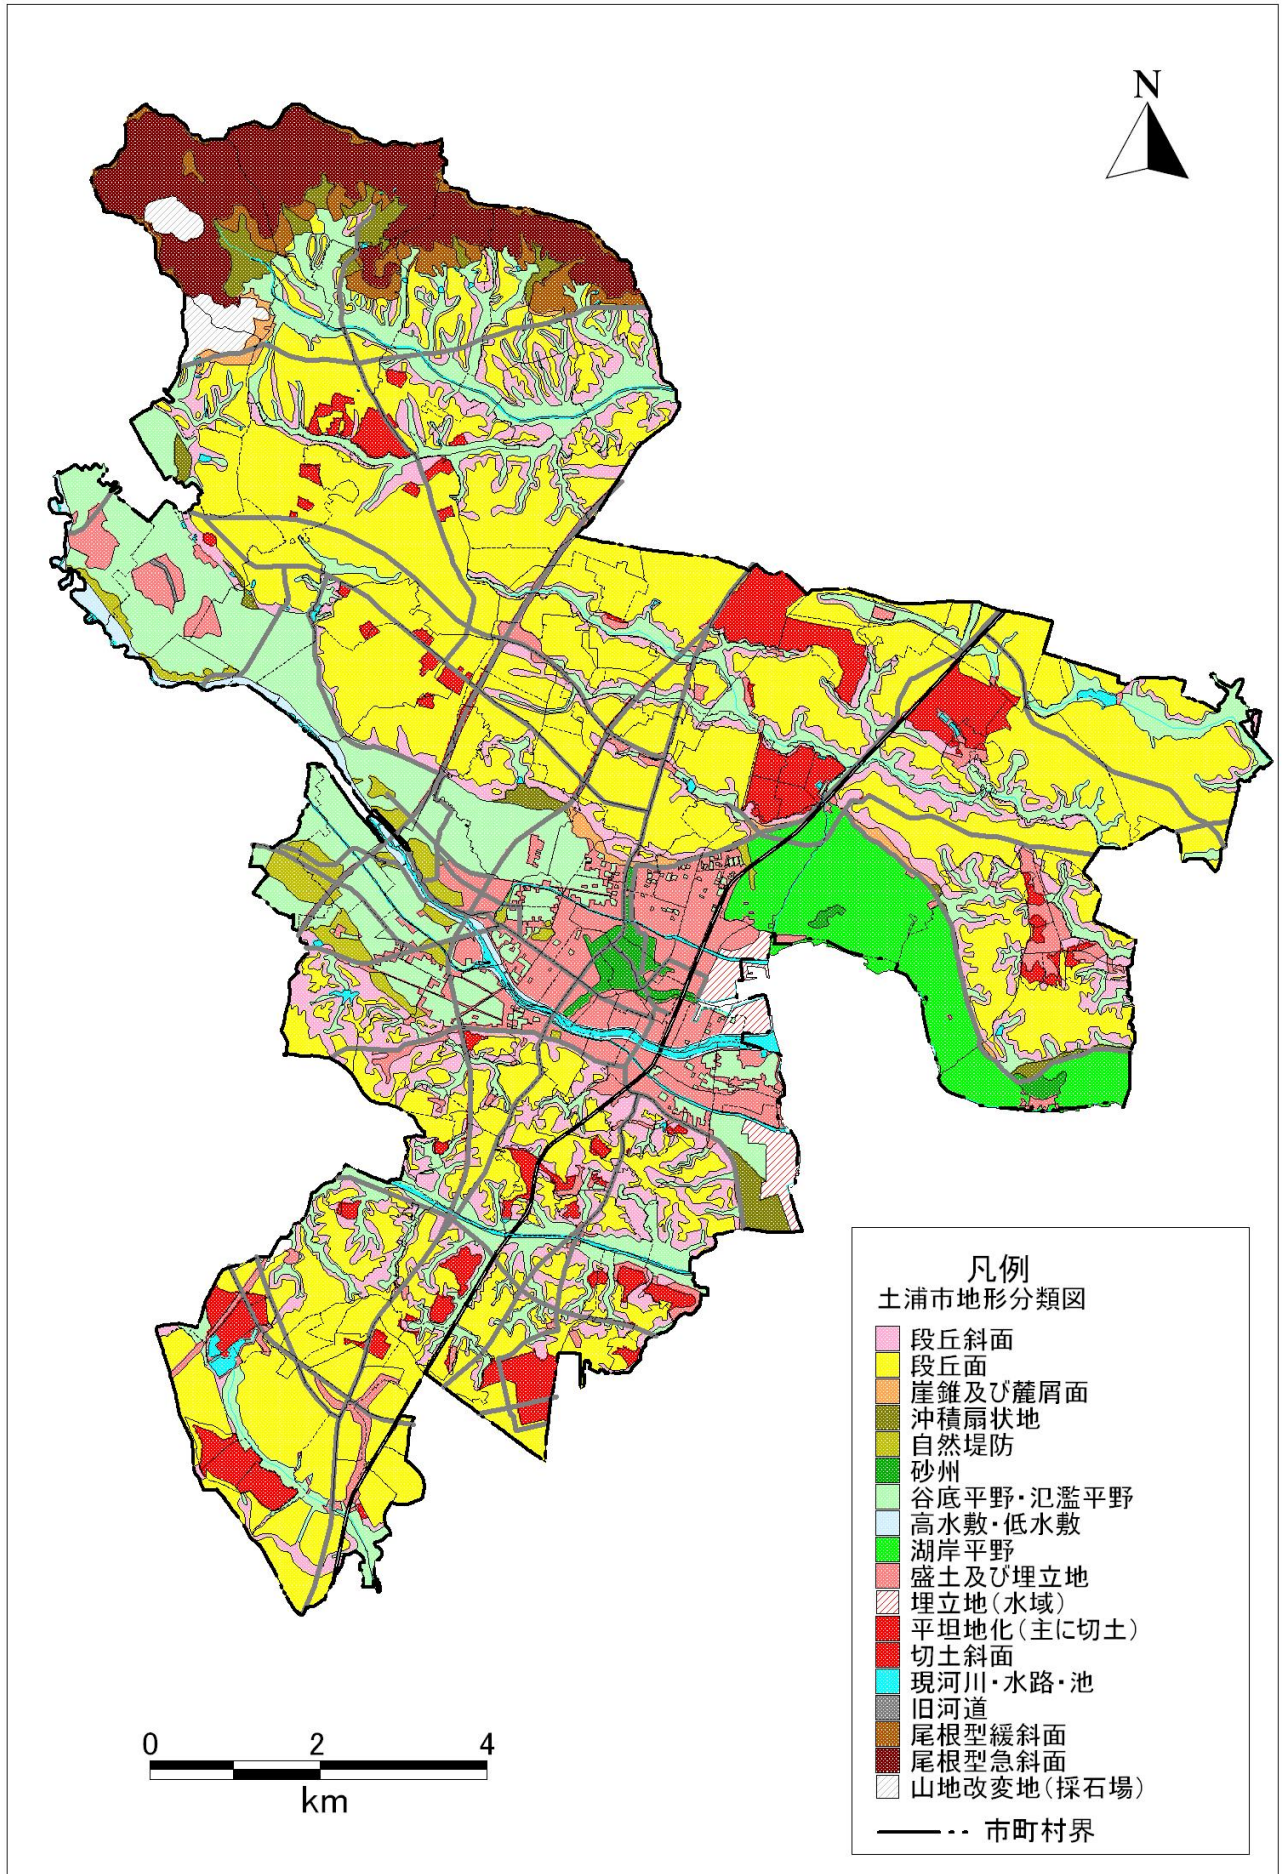 N
凡例
土浦市地形分類図
段丘斜面
段丘面
崖錐及び麓屑面
沖積扇状地
自然堤防
砂州
谷底平野・氾濫平野
高水敷・低水敷
湖岸平野
盛土及び埋立地
埋立地(水域)
平坦地化(主に切土)
切土斜面
現河川・水路・池
旧河道
尾根型緩斜面
尾根型急斜面
山地改変地(採石場)
市町村界
0 2 4
km